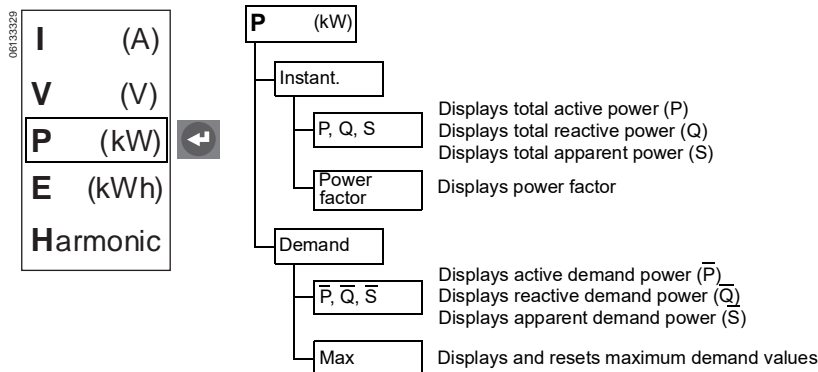 06133329
I (A)
V (V)
P (kW)
E (kWh)
Harmonic
P (kW)
Instant.
P, Q, S
Displays total active power (P)
Displays total reactive power (Q)
Displays total apparent power (S)
Power
factor
Displays power factor
Demand
P̅, Q̅, S̅
Displays active demand power (P̅)
Displays reactive demand power (Q̅)
Displays apparent demand power (S̅)
Max
Displays and resets maximum demand values